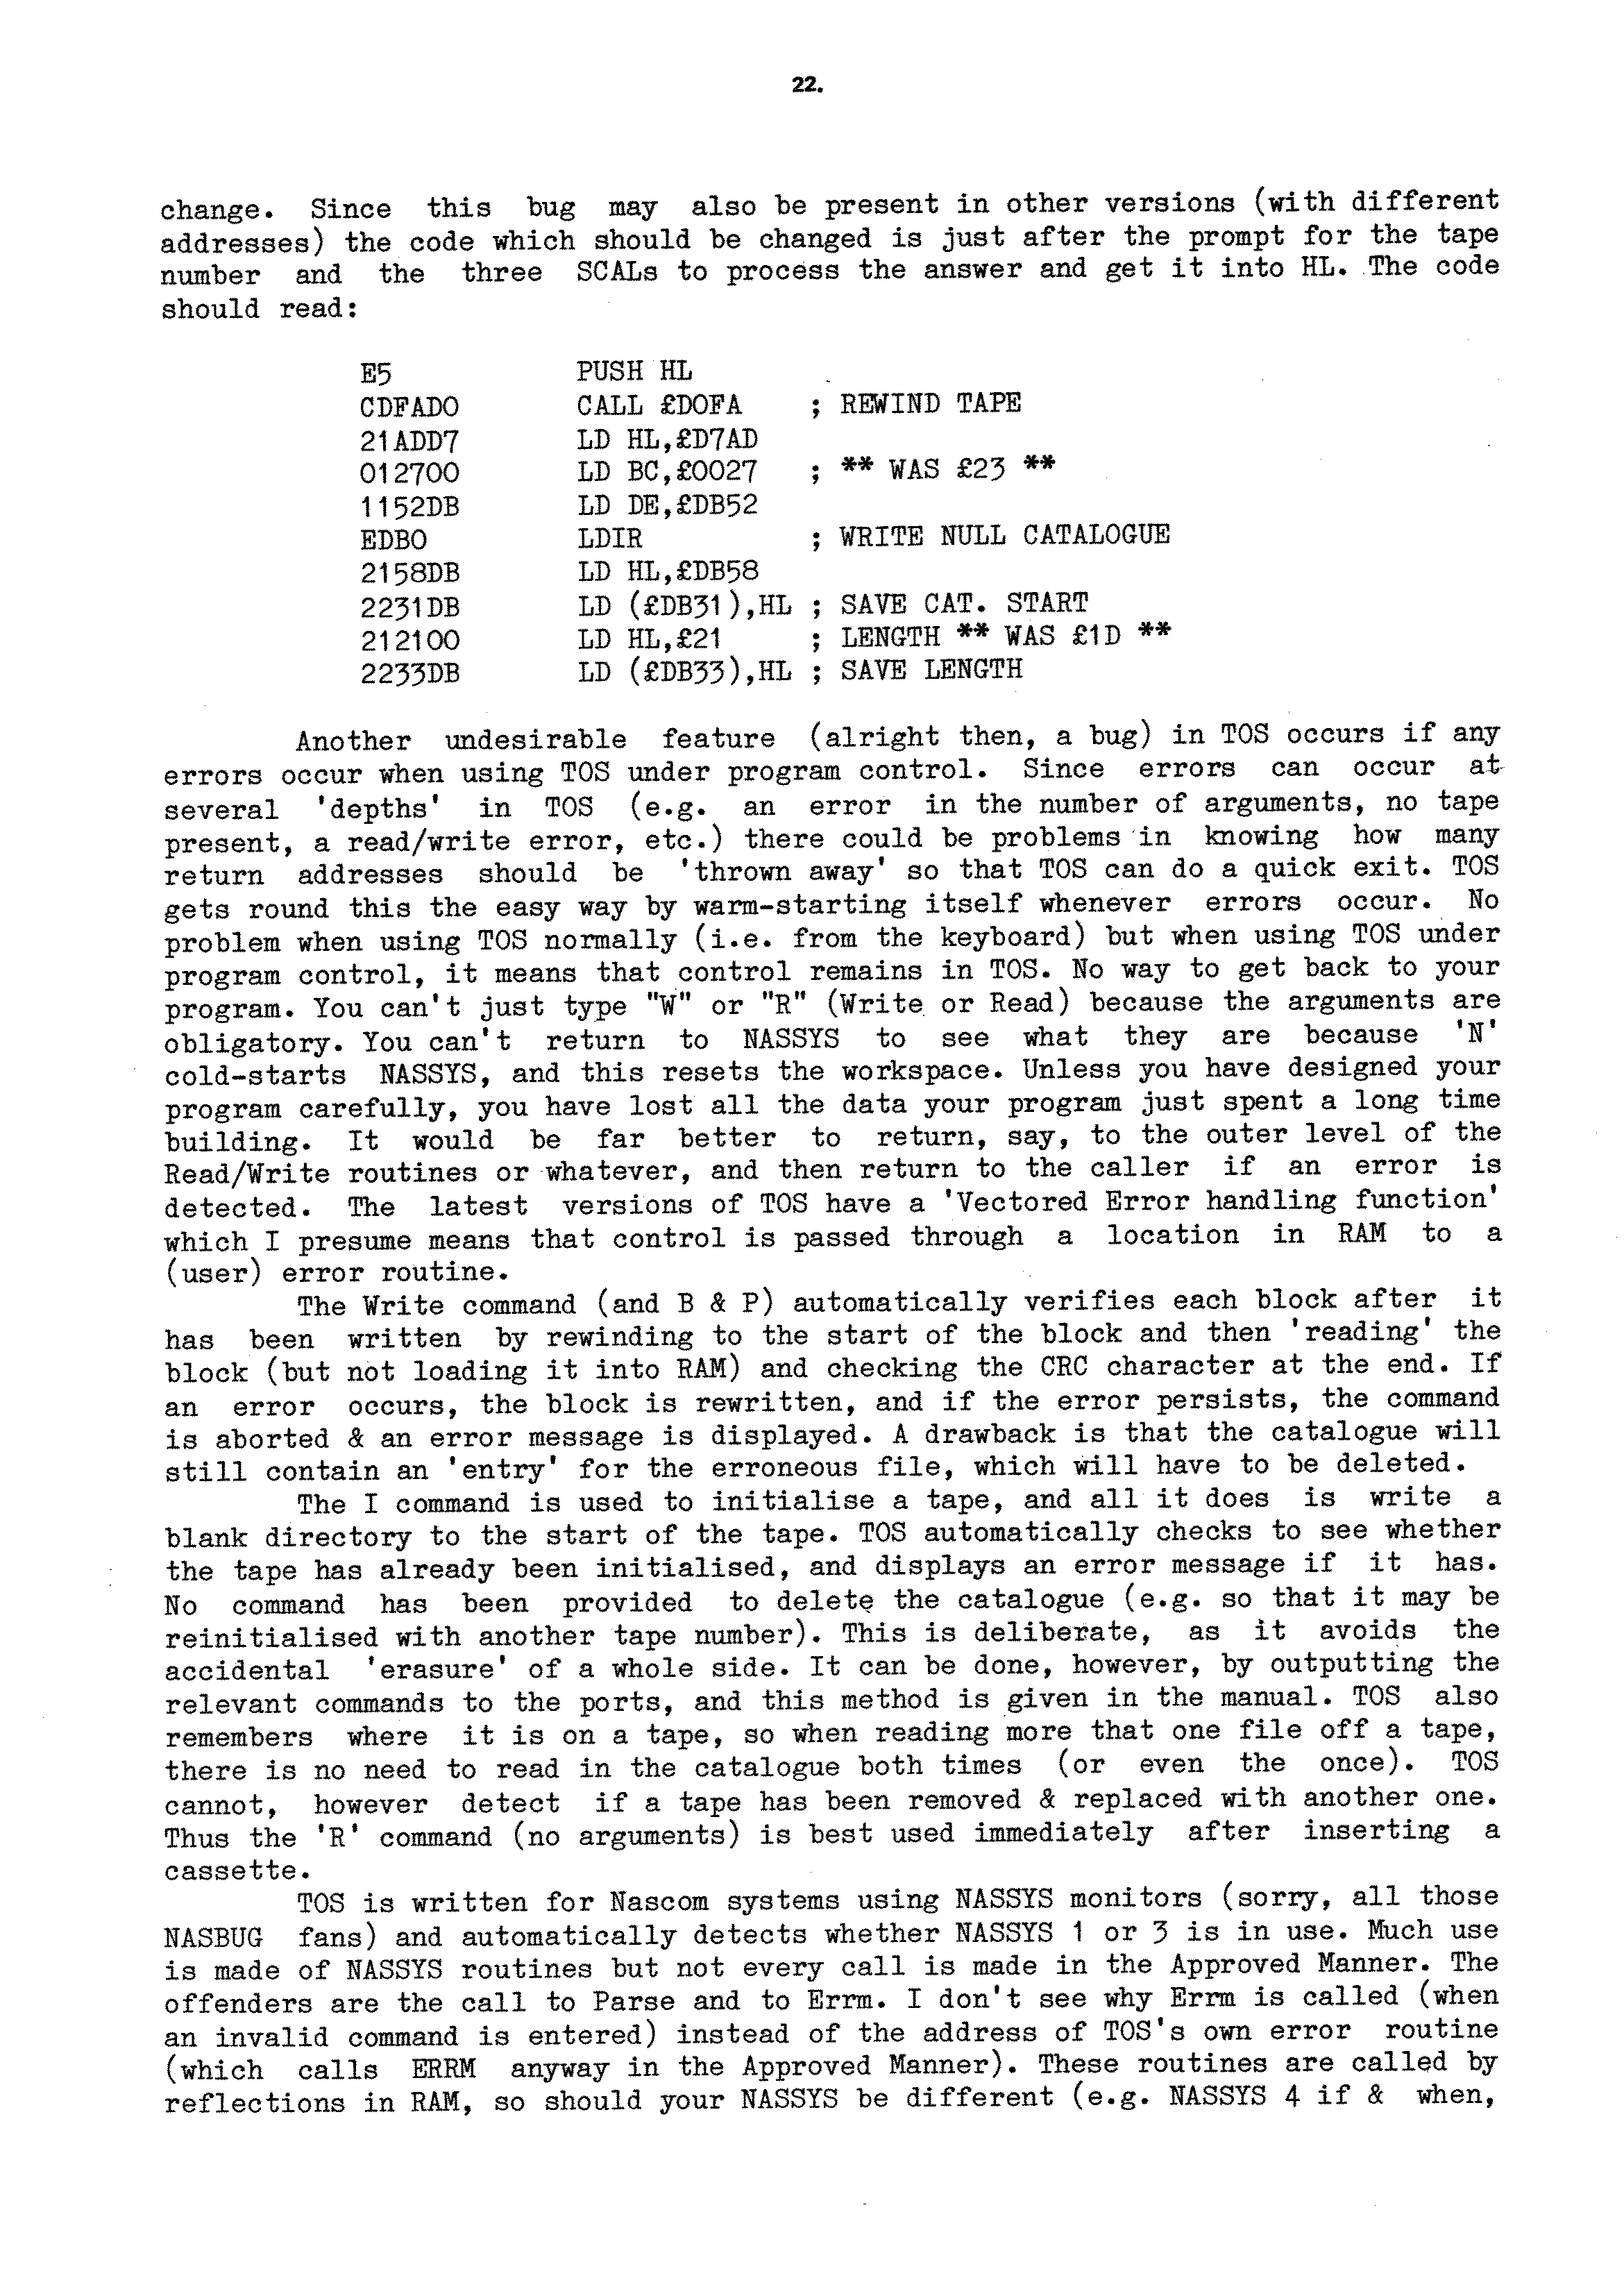 22.
change. Since this bug may also be present in other versions (with different
addresses) the code which should be changed is just after the prompt for the tape
number and the three SCALs to process the answer and get it into HL. The code
should read:
E5 PUSH HL
CDFAD0 CALL £D0FA ; REWIND TAPE
21ADD7 LD HL,£D7AD
012700 LD BC,£0027 ; ** WAS £23 **
1152DB LD DE,£DB52
EDB0 LDIR ; WRITE NULL CATALOGUE
2158DB LD HL,£DB58
2231DB LD (£DB31),HL ; SAVE CAT. START
212100 LD HL,£21 ; LENGTH ** WAS £1D **
2233DB LD (£DB33),HL ; SAVE LENGTH
Another undesirable feature (alright then, a bug) in TOS occurs if any
errors occur when using TOS under program control. Since errors can occur at
several 'depths' in TOS (e.g. an error in the number of arguments, no tape
present, a read/write error, etc.) there could be problems in knowing how many
return addresses should be 'thrown away' so that TOS can do a quick exit. TOS
gets round this the easy way by warm-starting itself whenever errors occur. No
problem when using TOS normally (i.e. from the keyboard) but when using TOS under
program control, it means that control remains in TOS. No way to get back to your
program. You can't just type "W" or "R" (Write or Read) because the arguments are
obligatory. You can't return to NASSYS to see what they are because 'N'
cold-starts NASSYS, and this resets the workspace. Unless you have designed your
program carefully, you have lost all the data your program just spent a long time
building. It would be far better to return, say, to the outer level of the
Read/Write routines or whatever, and then return to the caller if an error is
detected. The latest versions of TOS have a 'Vectored Error handling function'
which I presume means that control is passed through a location in RAM to a
(user) error routine.
The Write command (and B & P) automatically verifies each block after it
has been written by rewinding to the start of the block and then 'reading' the
block (but not loading it into RAM) and checking the CRC character at the end. If
an error occurs, the block is rewritten, and if the error persists, the command
is aborted & an error message is displayed. A drawback is that the catalogue will
still contain an 'entry' for the erroneous file, which will have to be deleted.
The I command is used to initialise a tape, and all it does is write a
blank directory to the start of the tape. TOS automatically checks to see whether
the tape has already been initialised, and displays an error message if it has.
No command has been provided to delete the catalogue (e.g. so that it may be
reinitialised with another tape number). This is deliberate, as it avoids the
accidental 'erasure' of a whole side. It can be done, however, by outputting the
relevant commands to the ports, and this method is given in the manual. TOS also
remembers where it is on a tape, so when reading more that one file off a tape,
there is no need to read in the catalogue both times (or even the once). TOS
cannot, however detect if a tape has been removed & replaced with another one.
Thus the 'R' command (no arguments) is best used immediately after inserting a
cassette.
TOS is written for Nascom systems using NASSYS monitors (sorry, all those
NASBUG fans) and automatically detects whether NASSYS 1 or 3 is in use. Much use
is made of NASSYS routines but not every call is made in the Approved Manner. The
offenders are the call to Parse and to Errm. I don't see why Errm is called (when
an invalid command is entered) instead of the address of TOS's own error routine
(which calls ERRM anyway in the Approved Manner). These routines are called by
reflections in RAM, so should your NASSYS be different (e.g. NASSYS 4 if & when,